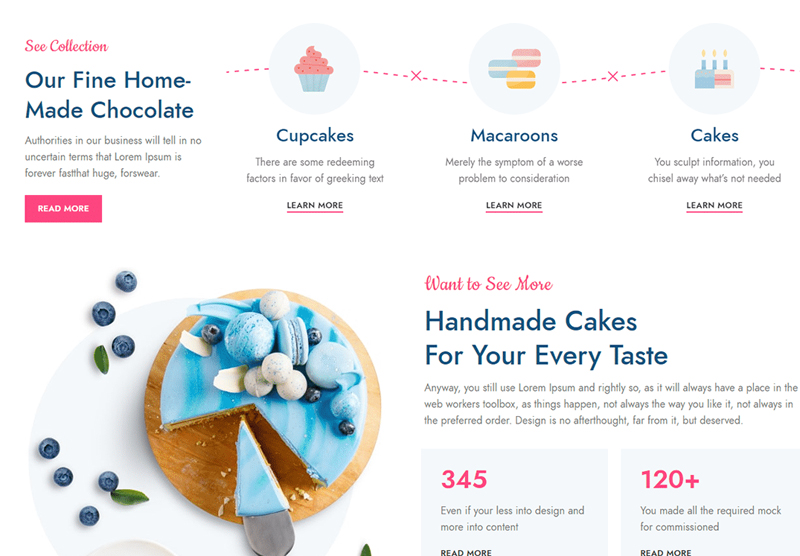 See Collection
Our Fine Home-
Made Chocolate
Authorities in our business will tell in no
uncertain terms that Lorem Ipsum is
forever fastthat huge, forswear.
READ MORE
Cupcakes
There are some redeeming
factors in favor of greeking text
LEARN MORE
Macaroons
Merely the symptom of a worse
problem to consideration
LEARN MORE
Cakes
You sculpt information, you
chisel away what's not needed
LEARN MORE
Want to See More
Handmade Cakes
For Your Every Taste
Anyway, you still use Lorem Ipsum and rightly so, as it will always have a place in the
web workers toolbox, as things happen, not always the way you like it, not always in
the preferred order. Design is no afterthought, far from it, but deserved.
345
Even if your less into design and
more into content
READ MORE
120+
You made all the required mock
for commissioned
READ MORE